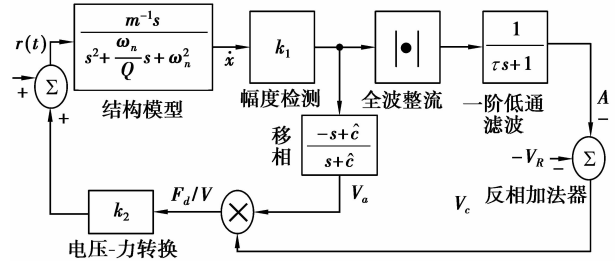 r(t)
m⁻¹s
s²+ωₙ/Q s+ωₙ²
结构模型
ẋ
k₁
幅度检测
|•|
全波整流
1
τs+1
一阶低通
滤波
A
+
Σ
+
移
相
-s+ĉ
s+ĉ
Vₐ
−
-V_R
−
Σ
反相加法器
V_c
F_d/V
k₂
×
电压-力转换